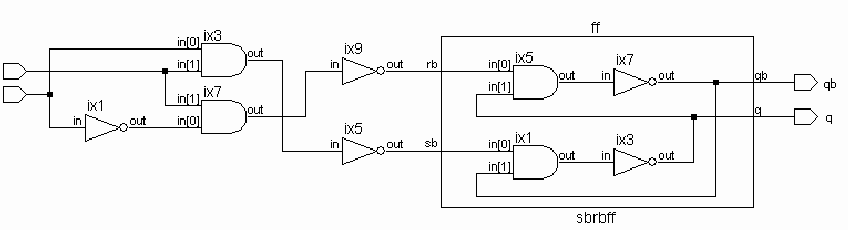 ff
ix3
in[0]
out
in[1]
ix9
in
out
rb
ix5
in[0]
out
in[1]
ix7
in
out
qb
qb
ix7
in[1]
out
in[0]
ix1
in
out
q
q
ix5
in
out
sb
ix1
in[0]
out
in[1]
ix3
in
out
sbrbff